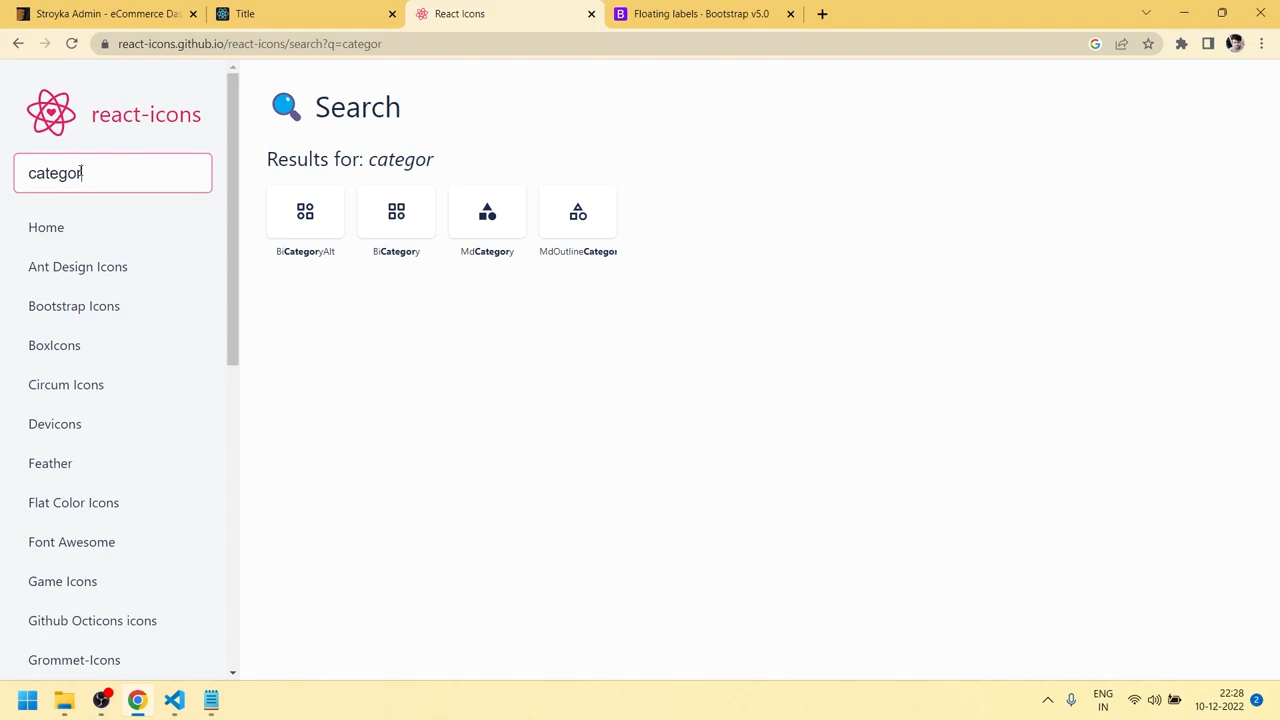 Stroyka Admin - eCommerce Das
Title
React Icons
Floating labels · Bootstrap v5.0
react-icons.github.io/react-icons/search?q=categor
react-icons
categor
Home
Ant Design Icons
Bootstrap Icons
BoxIcons
Circum Icons
Devicons
Feather
Flat Color Icons
Font Awesome
Game Icons
Github Octicons icons
Grommet-Icons
Search
Results for: categor
BiCategoryAlt
BiCategory
MdCategory
MdOutlineCategor
ENG
IN
22:28
10-12-2022
2